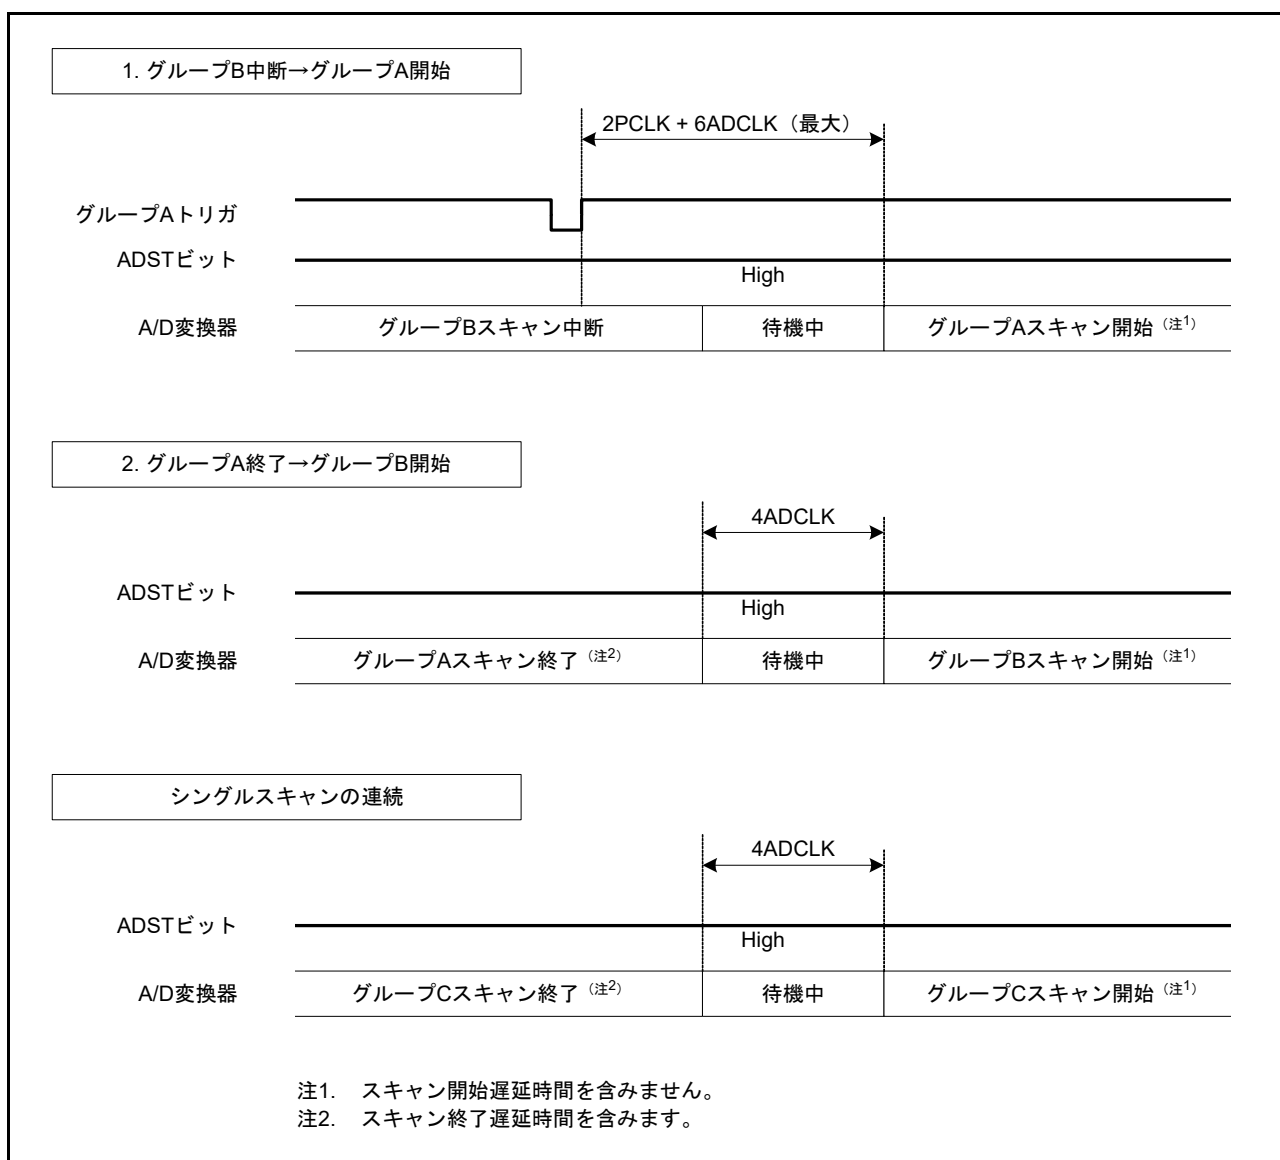 1. グループB中断→グループA開始
2PCLK + 6ADCLK（最大）
グループAトリガ
ADSTビット
High
A/D変換器 グループBスキャン中断 待機中 グループAスキャン開始（注1）
2. グループA終了→グループB開始
4ADCLK
ADSTビット
High
A/D変換器 グループAスキャン終了（注2） 待機中 グループBスキャン開始（注1）
シングルスキャンの連続
4ADCLK
ADSTビット
High
A/D変換器 グループCスキャン終了（注2） 待機中 グループCスキャン開始（注1）
注1. スキャン開始遅延時間を含みません。
注2. スキャン終了遅延時間を含みます。